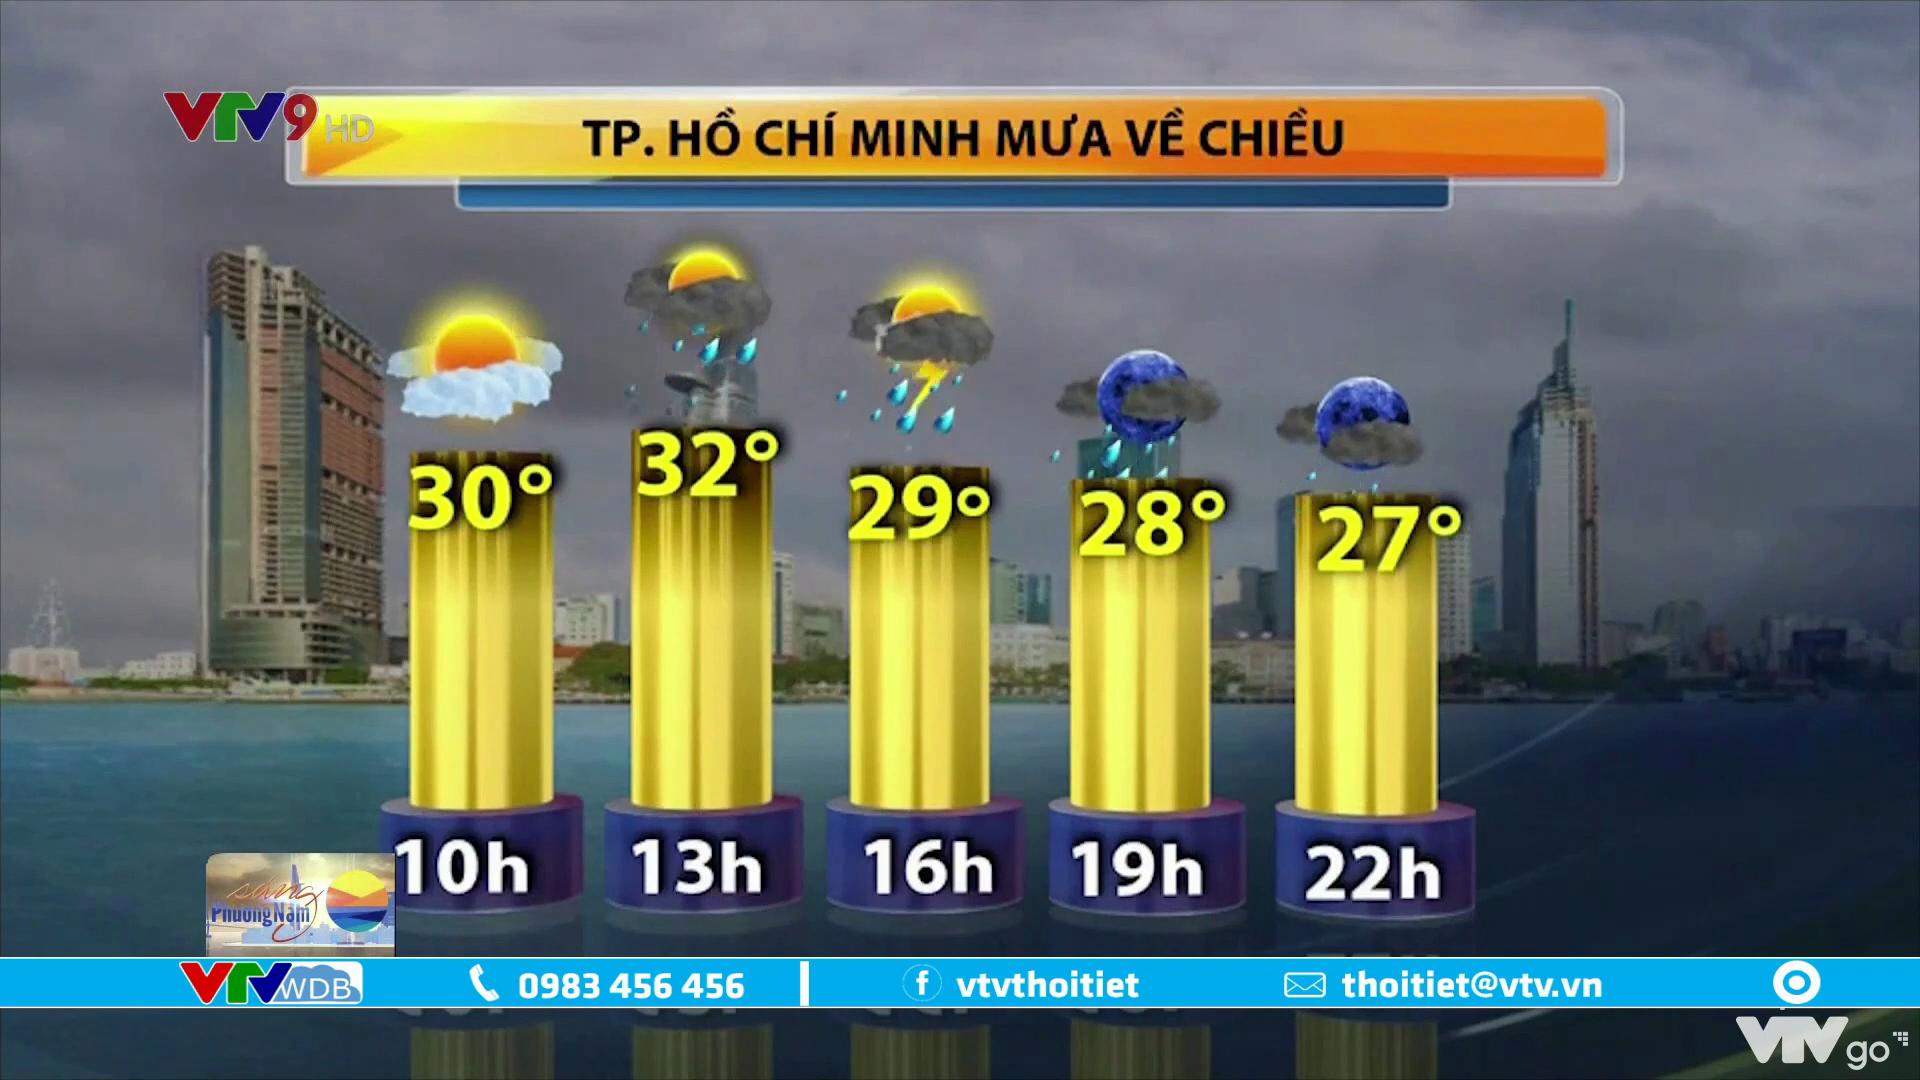 VTV9 HD
TP. HỒ CHÍ MINH MƯA VỀ CHIỀU
30° 32° 29° 28° 27°
10h 13h 16h 19h 22h
sáng
Phương Nam
VTV WDB 0983 456 456 vtvthoitiet thoitiet@vtv.vn
VTV go